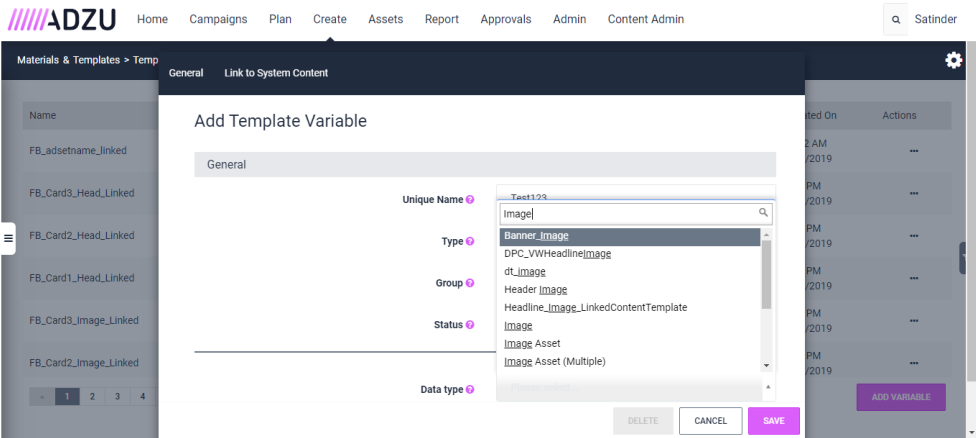 ADZU Home Campaigns Plan Create Assets Report Approvals Admin Content Admin Satinder
Materials & Templates > Temp
General Link to System Content
Add Template Variable
Name
Actions
General
FB_adsetname_linked
2 AM
/2019
Unique Name
Test123
FB_Card3_Head_Linked
PM
/2019
Image
FB_Card2_Head_Linked
Type
Banner_Image
PM
/2019
DPC_VWHeadlineImage
dt_image
FB_Card1_Head_Linked
Group
Header Image
PM
/2019
Headline_Image_LinkedContentTemplate
FB_Card3_Image_Linked
Status
Image
PM
/2019
Image Asset
FB_Card2_Image_Linked
Image Asset (Multiple)
PM
/2019
Data type
Please select...
« 1 2 3 4
ADD VARIABLE
DELETE CANCEL SAVE